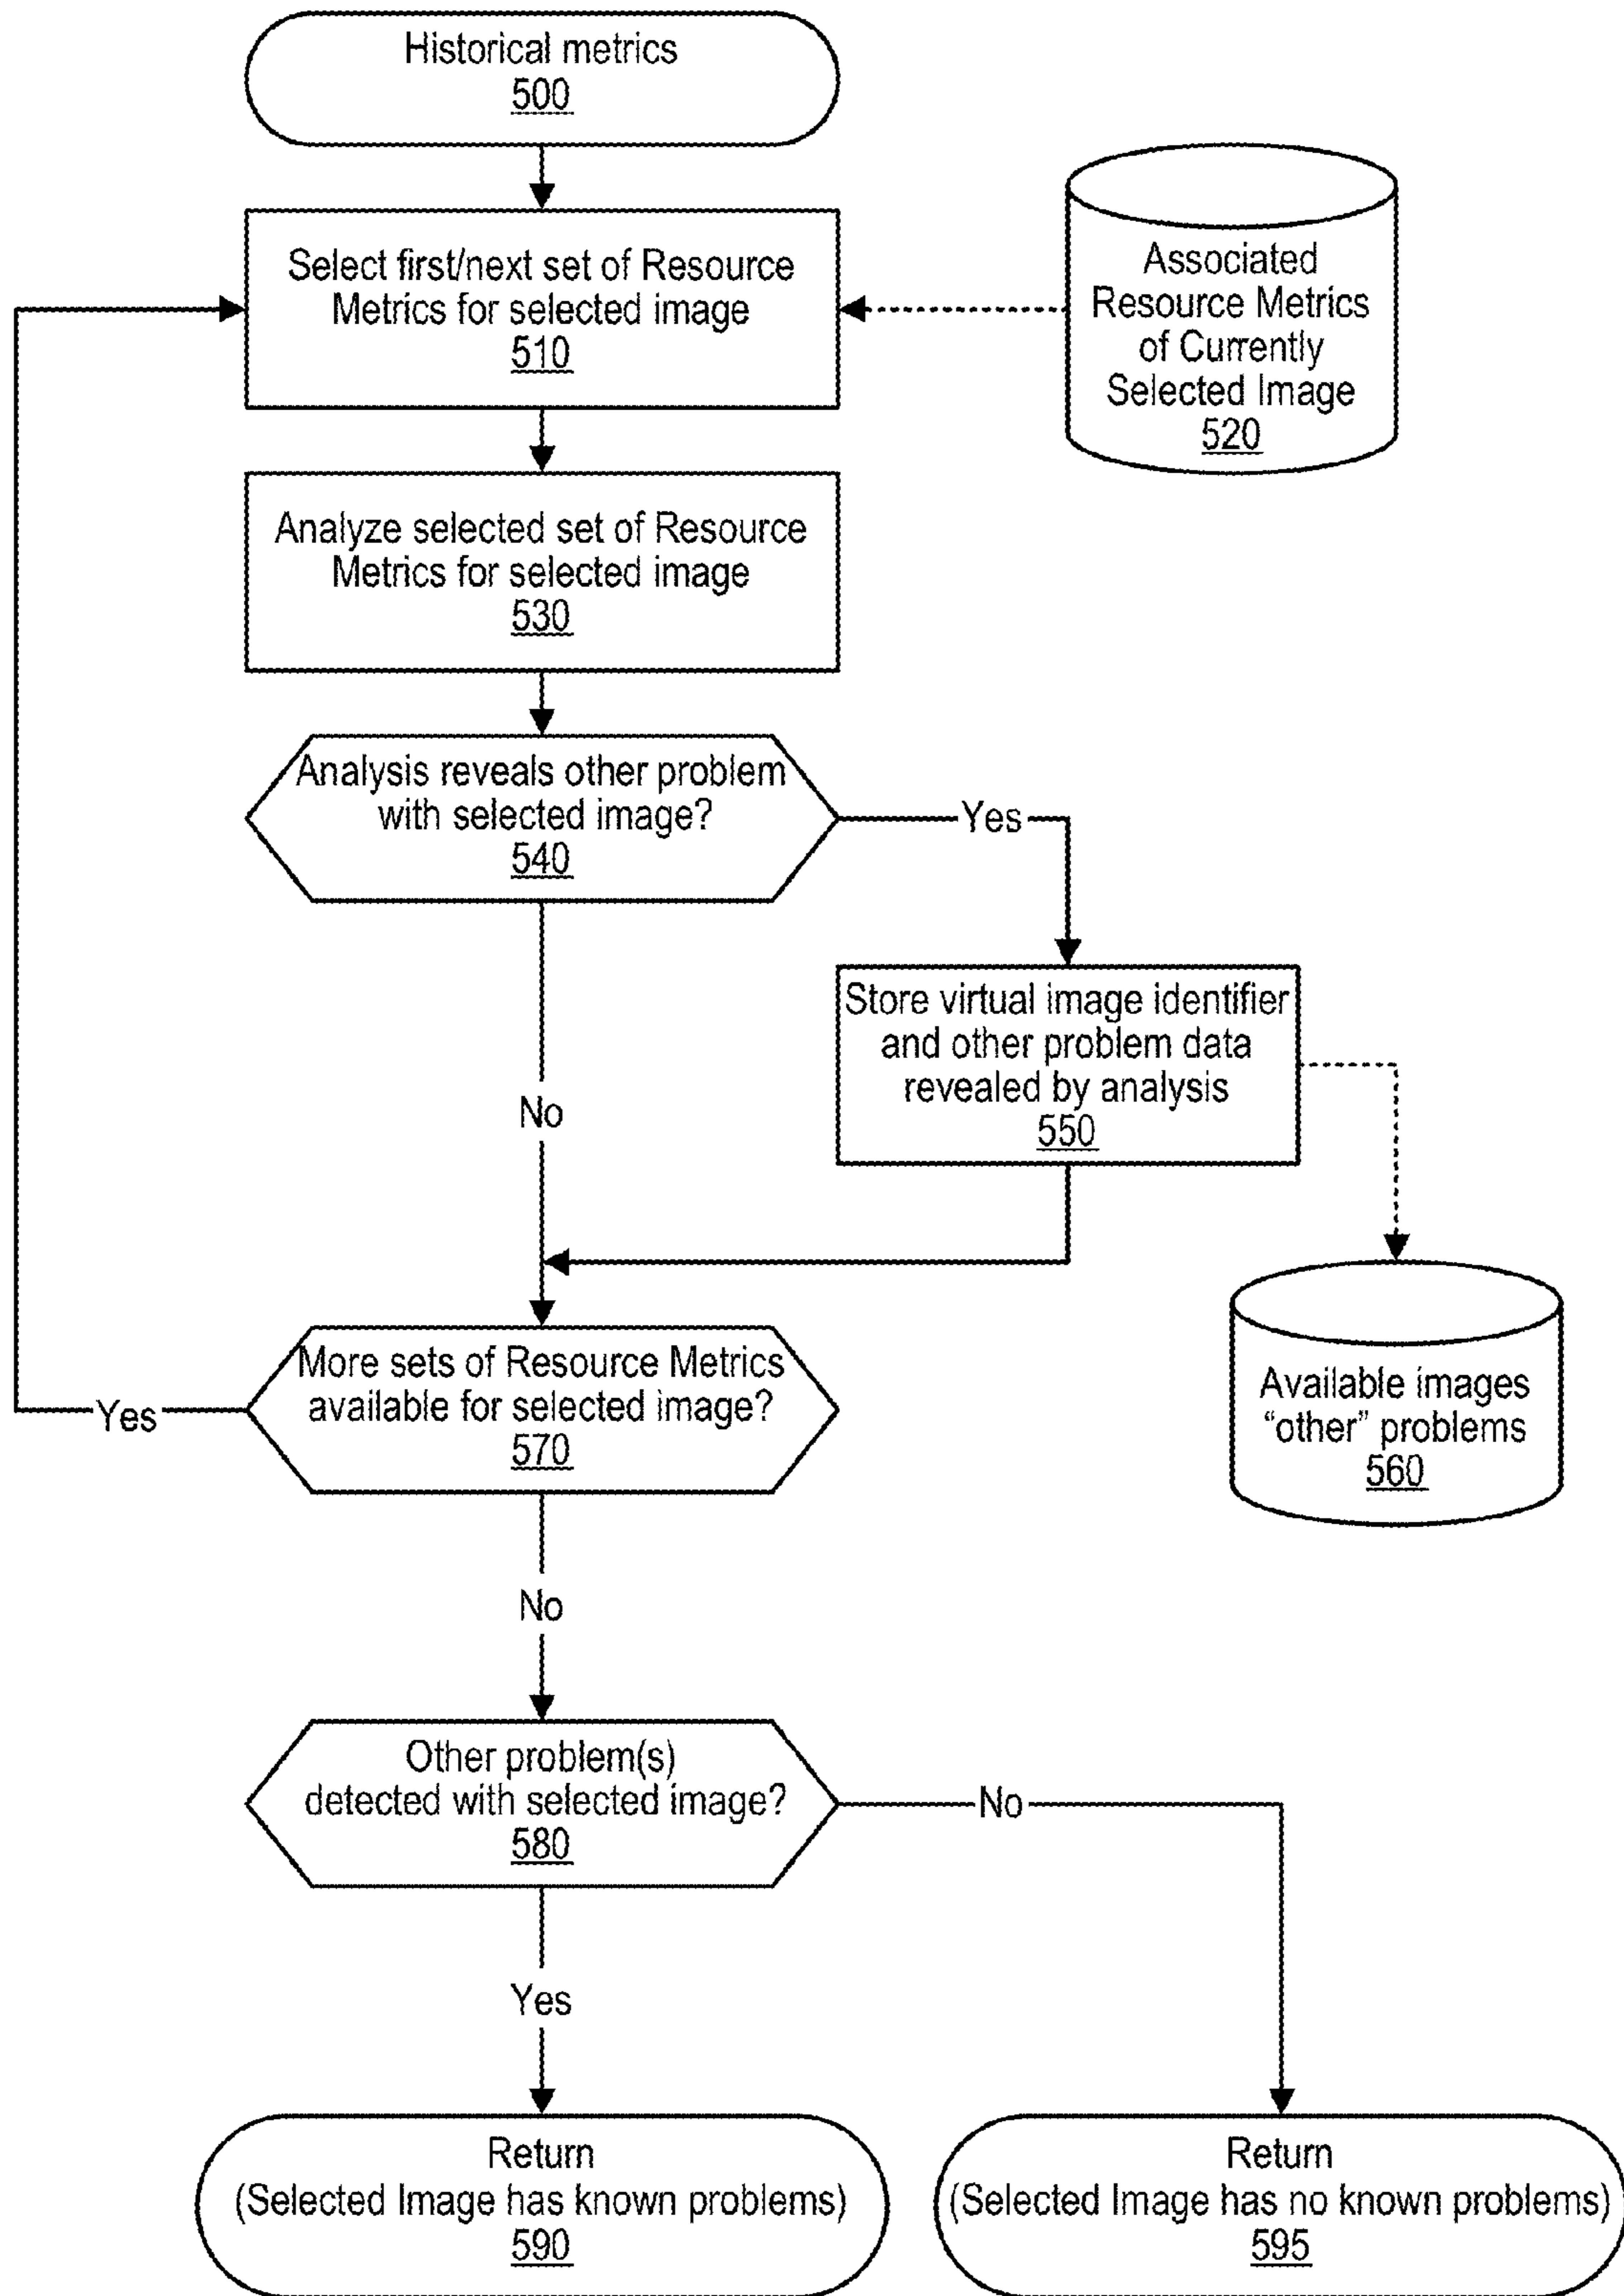 Historical metrics
500
Select first/next set of Resource
Metrics for selected image
510
Associated
Resource Metrics
of Currently
Selected Image
520
Analyze selected set of Resource
Metrics for selected image
530
Analysis reveals other problem
with selected image?
540
Yes
Store virtual image identifier
and other problem data
revealed by analysis
550
No
Available images
“other” problems
560
More sets of Resource Metrics
available for selected image?
570
Yes
No
Other problem(s)
detected with selected image?
580
No
Yes
Return
(Selected Image has known problems)
590
Return
(Selected Image has no known problems)
595